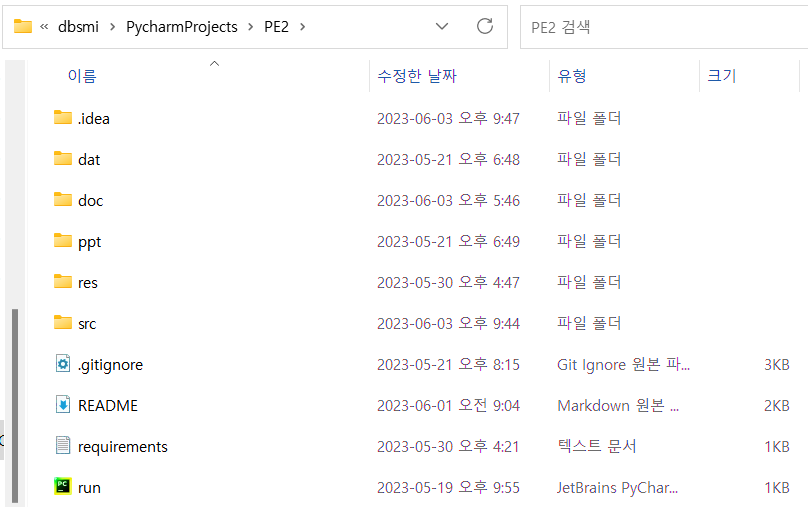 « dbsmi > PycharmProjects > PE2 > PE2 검색
이름 수정한 날짜 유형 크기
.idea 2023-06-03 오후 9:47 파일 폴더
dat 2023-05-21 오후 6:48 파일 폴더
doc 2023-06-03 오후 5:46 파일 폴더
ppt 2023-05-21 오후 6:49 파일 폴더
res 2023-05-30 오후 4:47 파일 폴더
src 2023-06-03 오후 9:44 파일 폴더
.gitignore 2023-05-21 오후 8:15 Git Ignore 원본 파... 3KB
README 2023-06-01 오전 9:04 Markdown 원본 ... 2KB
requirements 2023-05-30 오후 4:21 텍스트 문서 1KB
run 2023-05-19 오후 9:55 JetBrains PyChar... 1KB